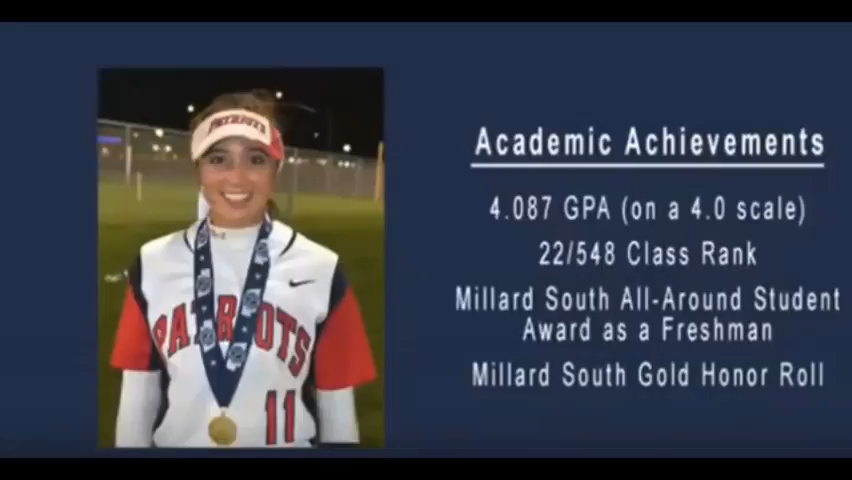 PATRIOTS
PATRIOTS
11
Academic Achievements
4.087 GPA (on a 4.0 scale)
22/548 Class Rank
Millard South All-Around Student
Award as a Freshman
Millard South Gold Honor Roll